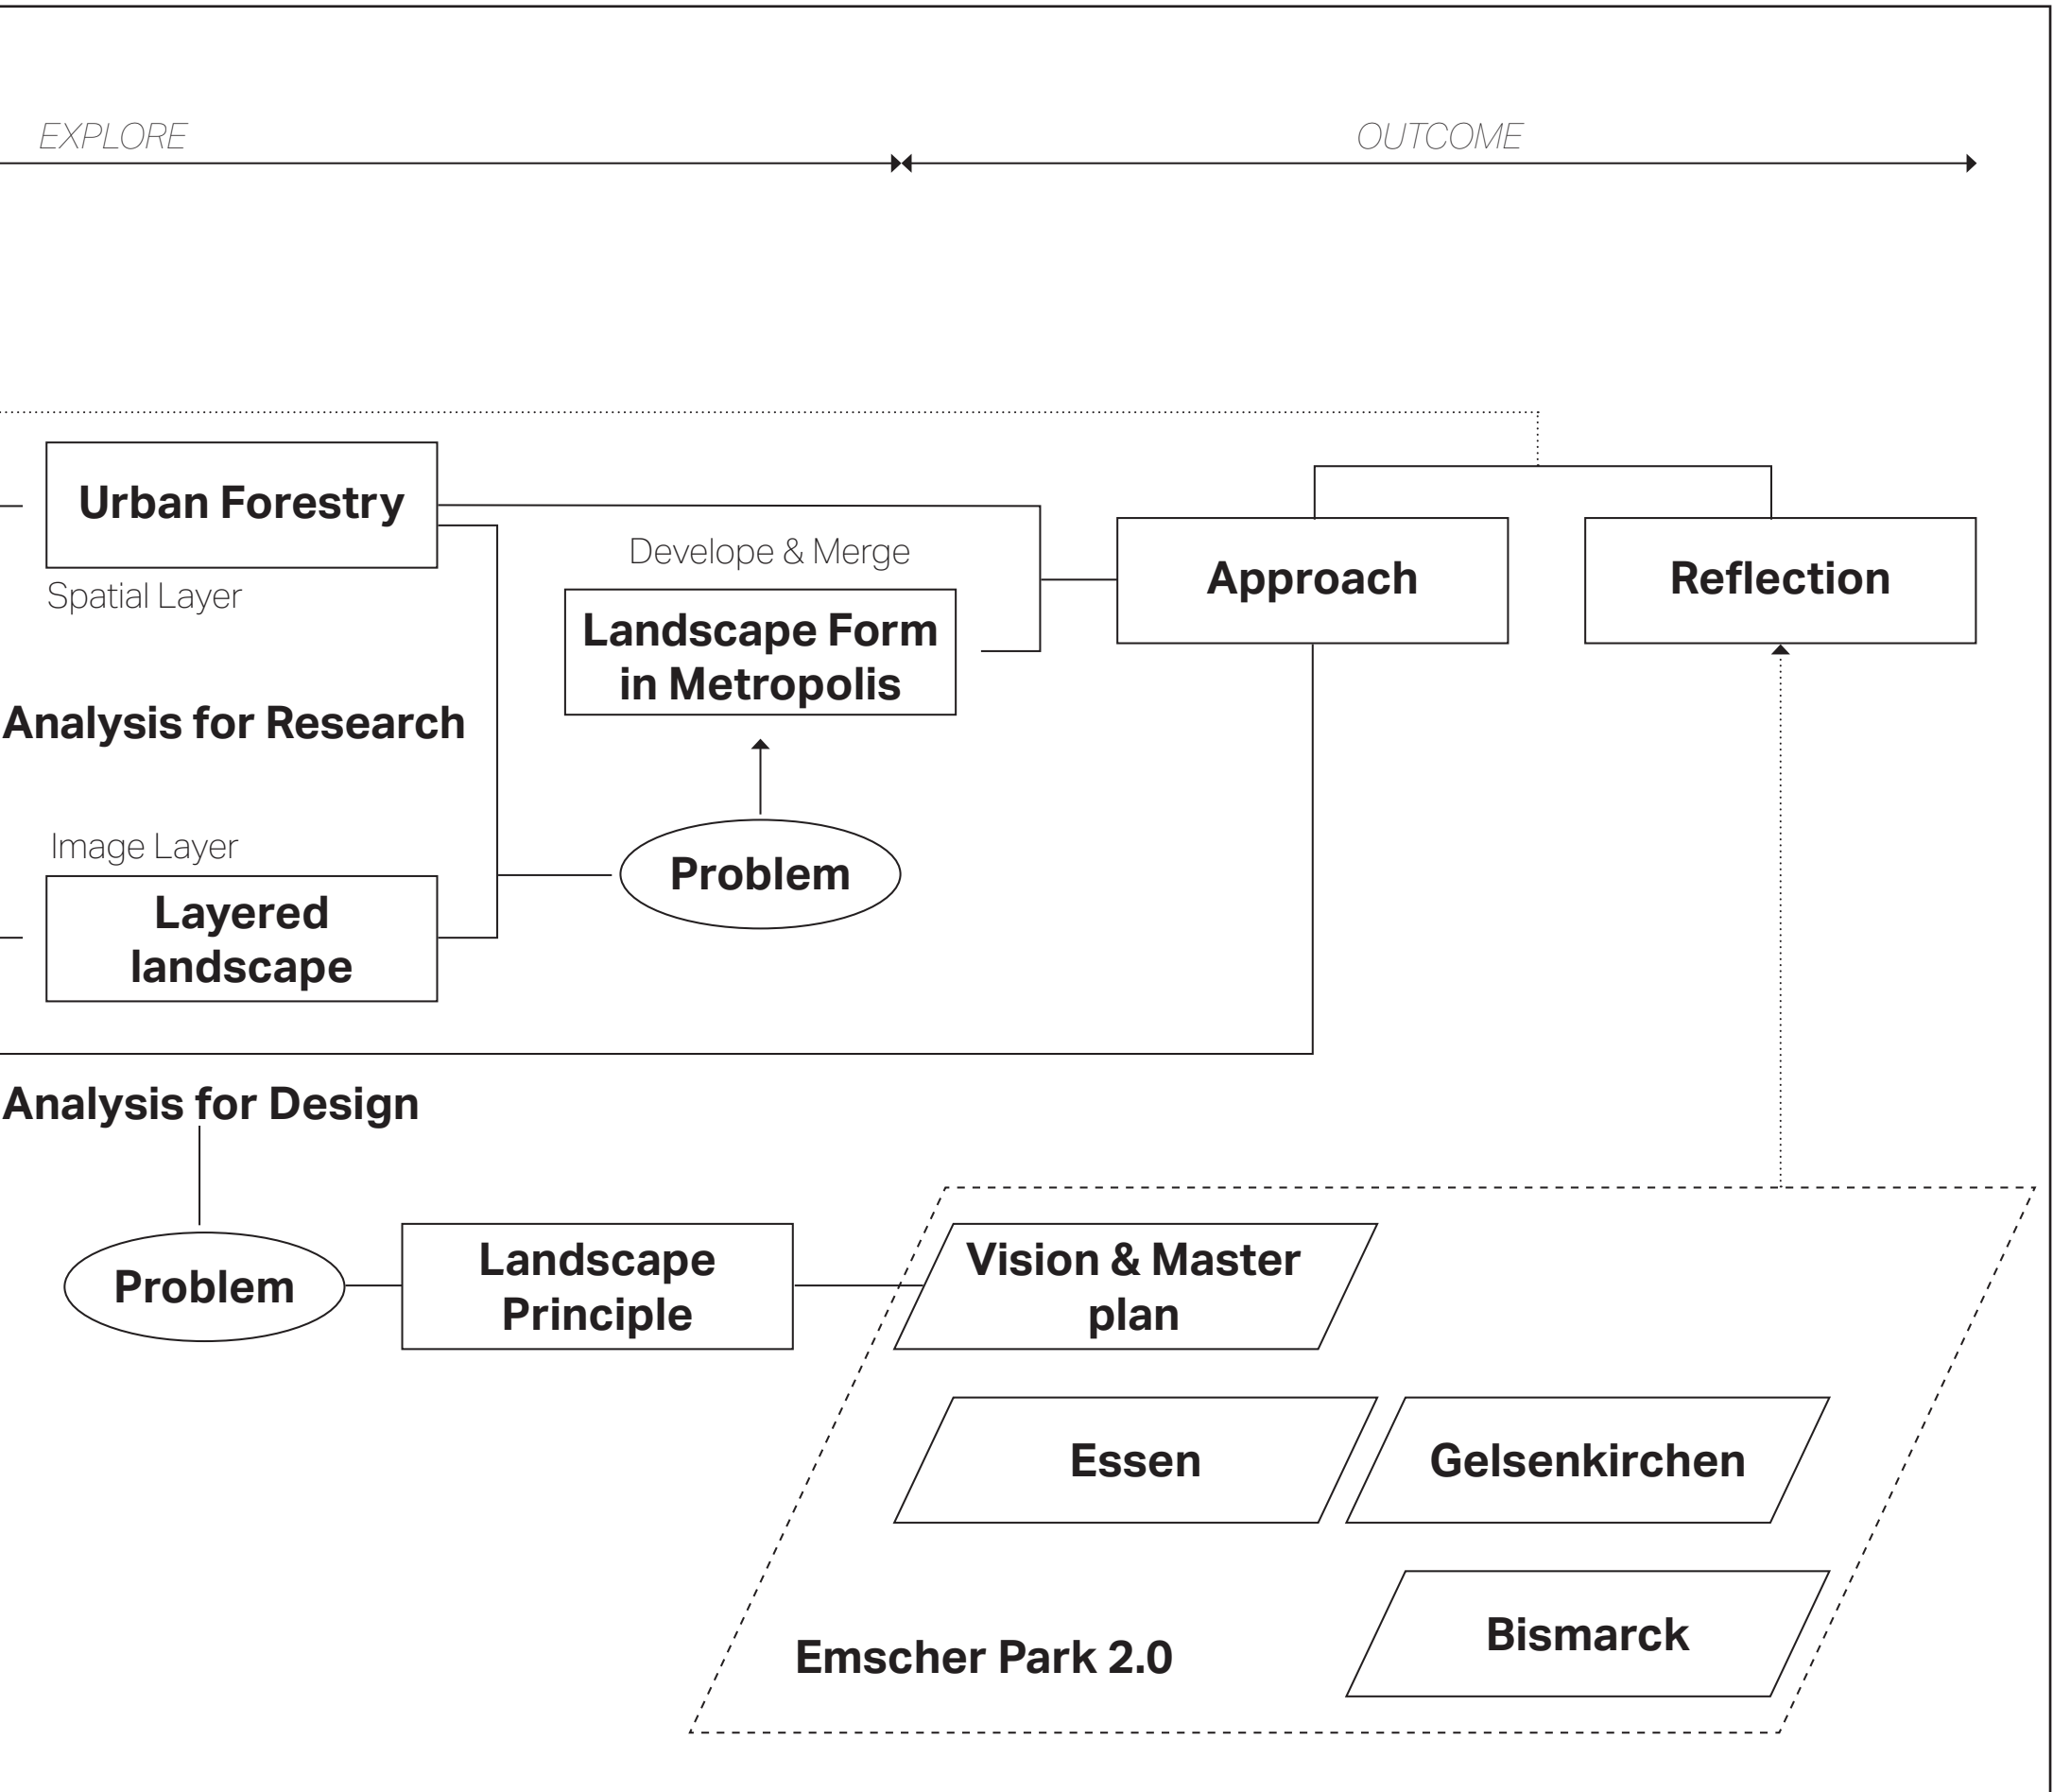 EXPLORE
OUTCOME
Urban Forestry
Spatial Layer
Develope & Merge
Landscape Form
in Metropolis
Approach
Reflection
Analysis for Research
Image Layer
Layered
landscape
Problem
Analysis for Design
Problem
Landscape
Principle
Vision & Master
plan
Essen
Gelsenkirchen
Bismarck
Emscher Park 2.0